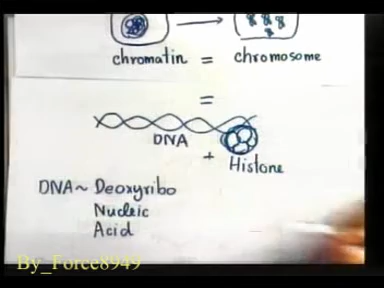 chromatin = chromosome
=
DNA
+ Histone
DNA~ Deoxyribo
Nucleic
Acid
By_Force8949